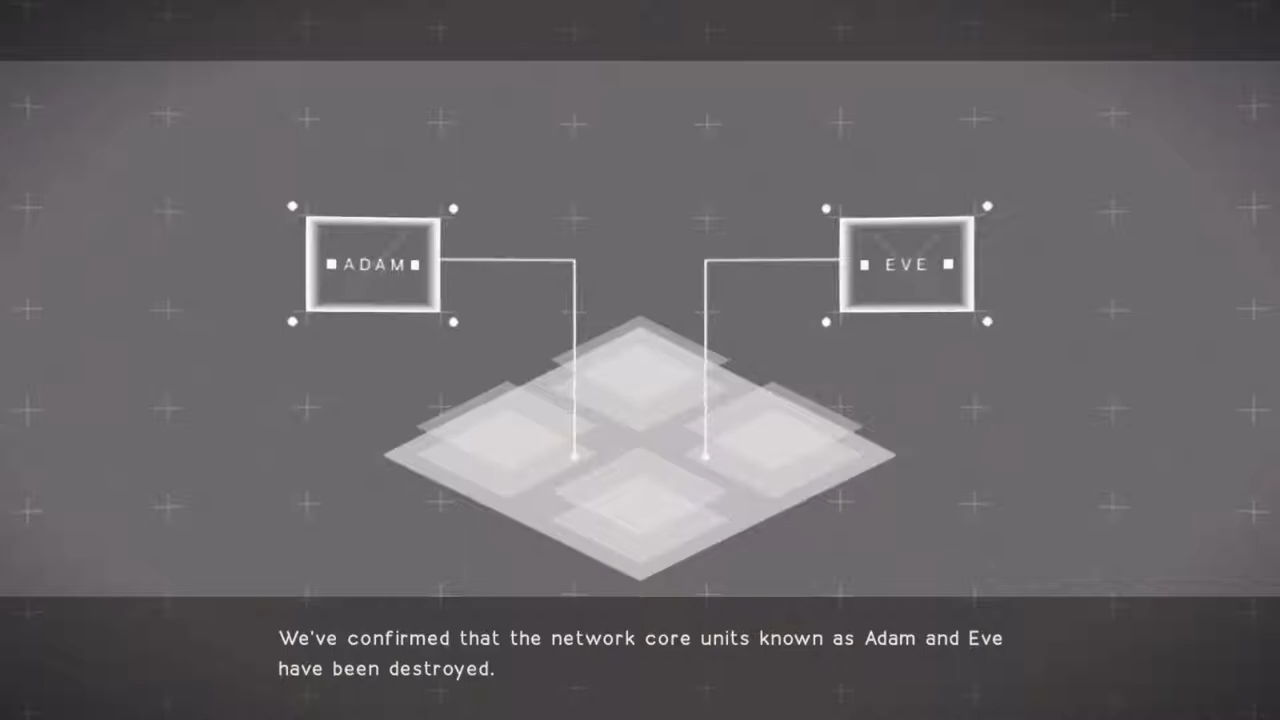 ADAM
EVE
We've confirmed that the network core units known as Adam and Eve
have been destroyed.